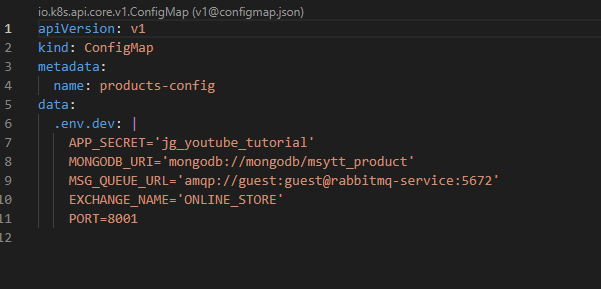 io.k8s.api.core.v1.ConfigMap (v1@configmap.json)
1 apiVersion: v1
2 kind: ConfigMap
3 metadata:
4   name: products-config
5 data:
6   .env.dev: |
7     APP_SECRET='jg_youtube_tutorial'
8     MONGODB_URI='mongodb://mongodb/msytt_product'
9     MSG_QUEUE_URL='amqp://guest:guest@rabbitmq-service:5672'
10     EXCHANGE_NAME='ONLINE_STORE'
11     PORT=8001
12